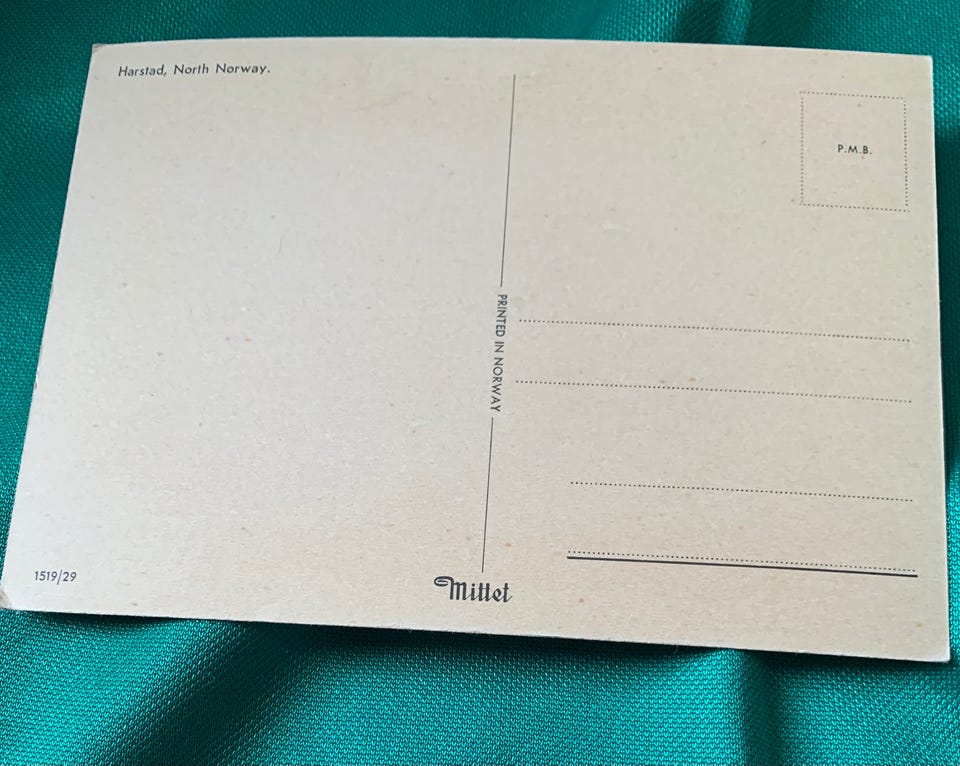 Harstad, North Norway.
P.M.B.
PRINTED IN NORWAY
1519/29
Mittet